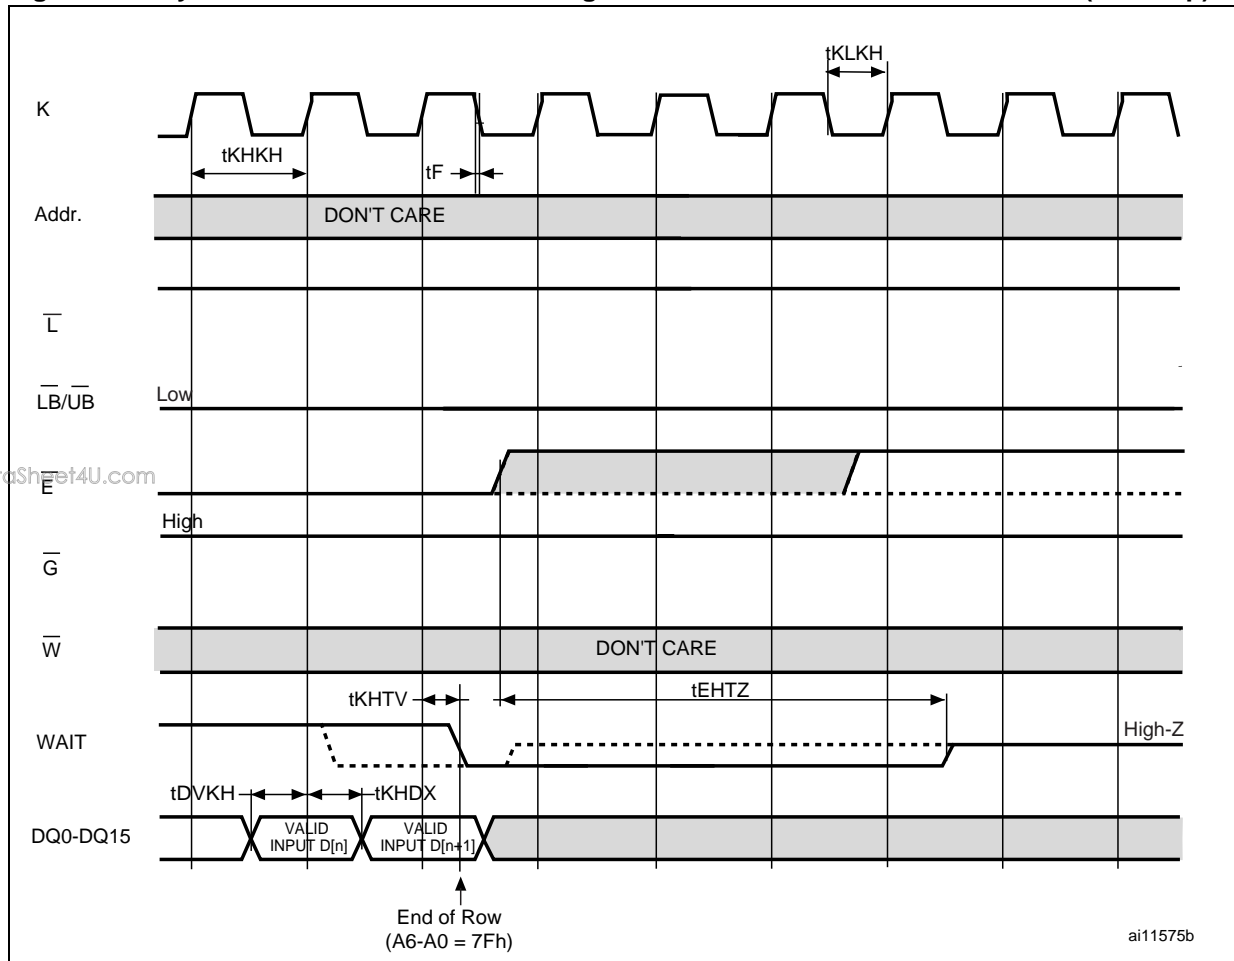 tKLKH
K
tKHKH
tF
Addr.
DON'T CARE
L
LB/UB
Low
aSheet4U.com
E
High
G
W
DON'T CARE
tKHTV
tEHTZ
WAIT
High-Z
tDVKH
tKHDX
DQ0-DQ15
VALID
INPUT D[n]
VALID
INPUT D[n+1]
End of Row
(A6-A0 = 7Fh)
ai11575b